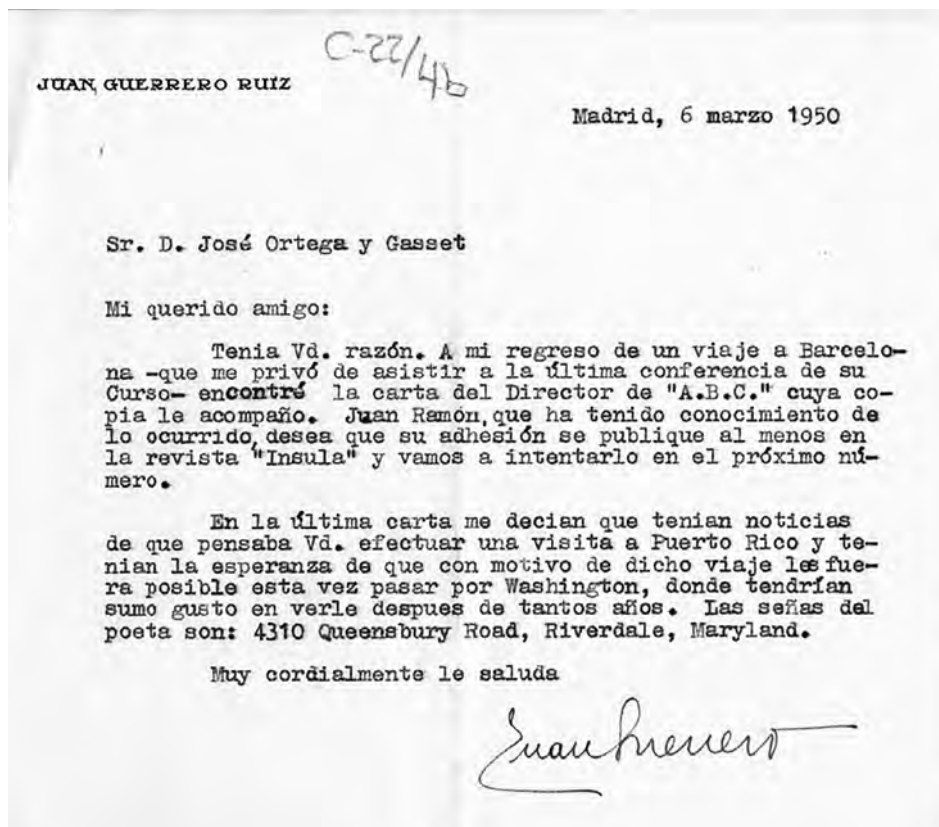 C-22/4b
JUAN GUERRERO RUIZ
Madrid, 6 marzo 1950
Sr. D. José Ortega y Gasset
Mi querido amigo:
Tenia Vd. razón. A mi regreso de un viaje a Barcelo-
na -que me privó de asistir a la última conferencia de su
Curso- encontré la carta del Director de "A.B.C." cuya co-
pia le acompaño. Juan Ramón, que ha tenido conocimiento de
lo ocurrido, desea que su adhesión se publique al menos en
la revista "Insula" y vamos a intentarlo en el próximo nú-
mero.
En la última carta me decian que tenian noticias
de que pensaba Vd. efectuar una visita a Puerto Rico y te-
nian la esperanza de que con motivo de dicho viaje les fue-
ra posible esta vez pasar por Washington, donde tendrían
sumo gusto en verle despues de tantos años. Las señas del
poeta son: 4310 Queensbury Road, Riverdale, Maryland.
Muy cordialmente le saluda
Juan Guerrero